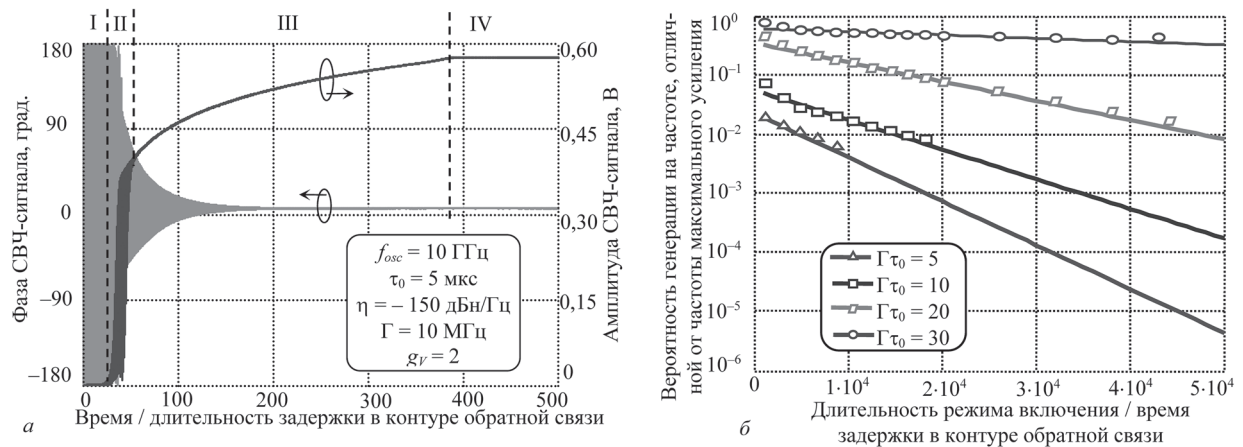 I II III IV
180
90
0
–90
–180
Фаза СВЧ-сигнала, град.
0,60
0,45
0,30
0,15
0
Амплитуда СВЧ-сигнала, В
f_osc = 10 ГГц
τ₀ = 5 мкс
η = – 150 дБн/Гц
Γ = 10 МГц
g_V = 2
0 100 200 300 400 500
Время / длительность задержки в контуре обратной связи
а
Вероятность генерации на частоте, отлич-
ной от частоты максимального усиления
10⁰
10⁻¹
10⁻²
10⁻³
10⁻⁴
10⁻⁵
10⁻⁶
Γτ₀ = 5
Γτ₀ = 10
Γτ₀ = 20
Γτ₀ = 30
0 1·10⁴ 2·10⁴ 3·10⁴ 4·10⁴ 5·10⁴
Длительность режима включения / время
задержки в контуре обратной связи
б